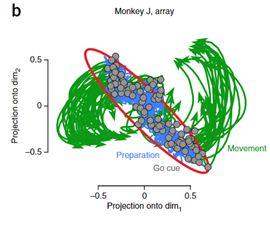 b
Monkey J, array
0.5
0
−0.5
Projection onto dim2
Preparation
Go cue
Movement
−0.5
0
0.5
Projection onto dim1